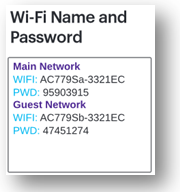 Wi-Fi Name and
Password
Main Network
WIFI: AC779Sa-3321EC
PWD: 95903915
Guest Network
WIFI: AC779Sb-3321EC
PWD: 47451274